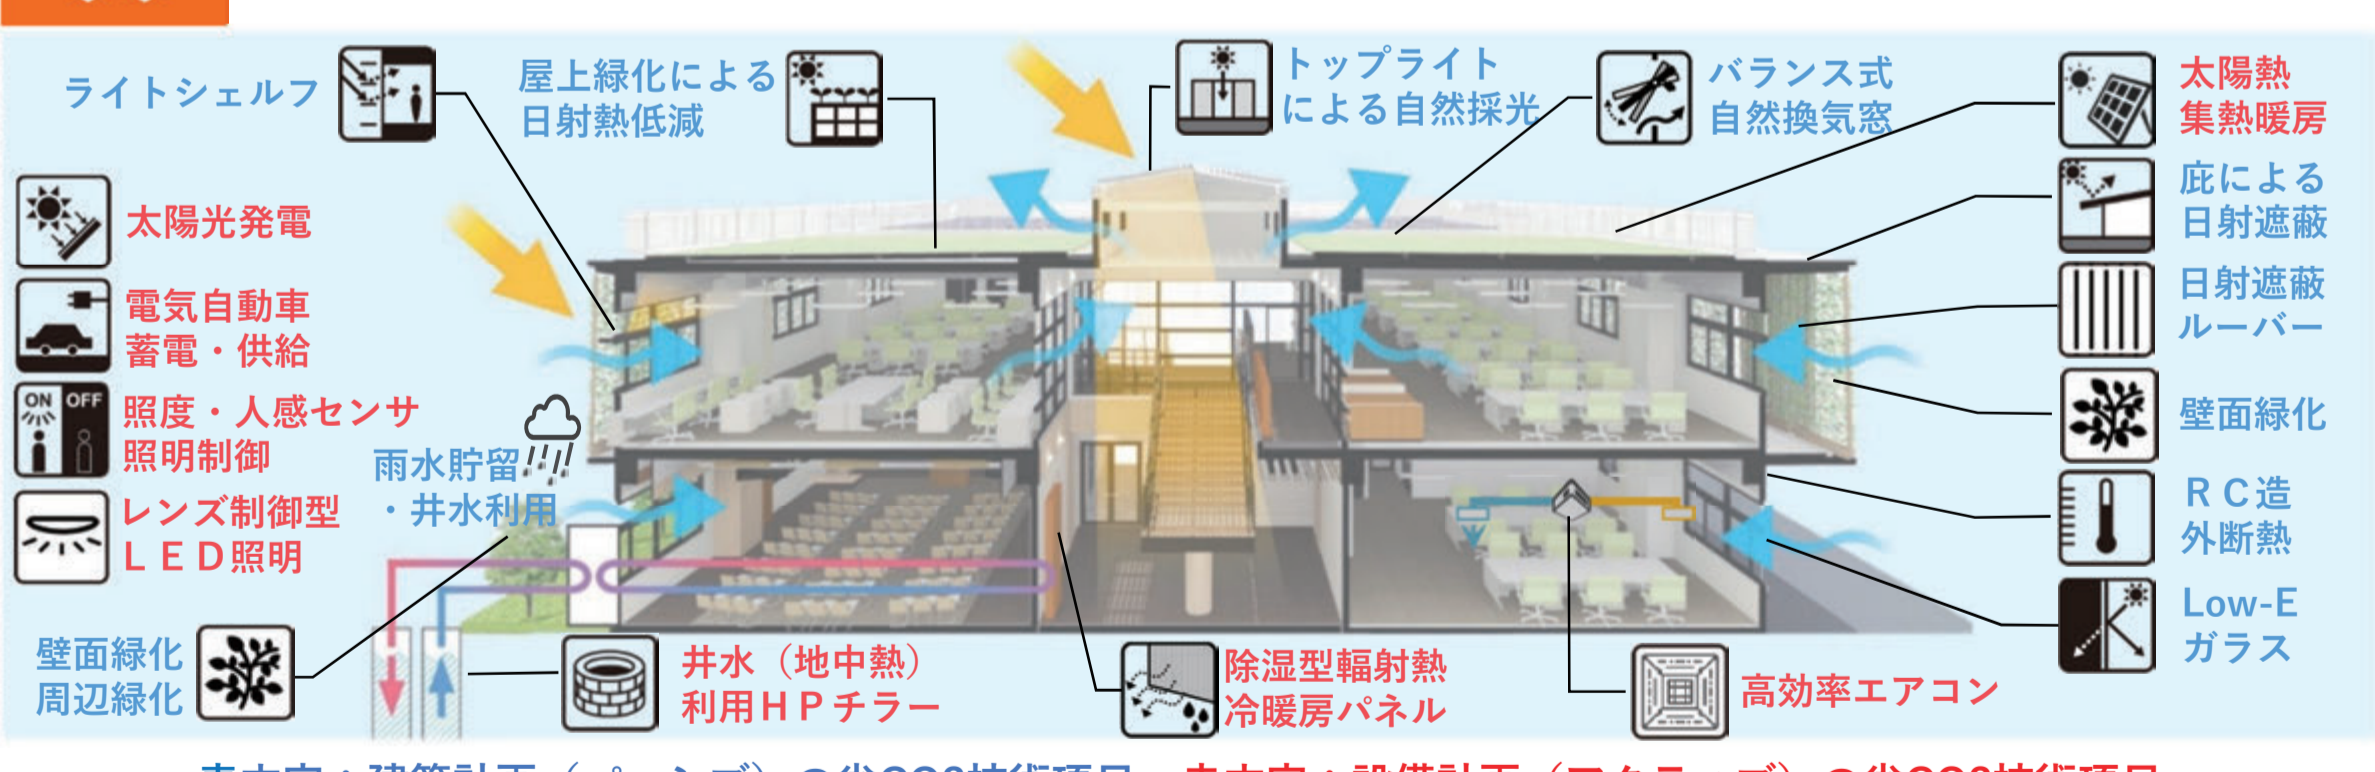 ライトシェルフ
屋上緑化による
日射熱低減
トップライト
による自然採光
バランス式
自然換気窓
太陽熱
集熱暖房
太陽光発電
庇による
日射遮蔽
電気自動車
蓄電・供給
日射遮蔽
ルーバー
ON OFF
照度・人感センサ
照明制御
壁面緑化
雨水貯留
・井水利用
レンズ制御型
ＬＥＤ照明
ＲＣ造
外断熱
Low-E
ガラス
壁面緑化
周辺緑化
井水（地中熱）
利用ＨＰチラー
除湿型輻射熱
冷暖房パネル
高効率エアコン